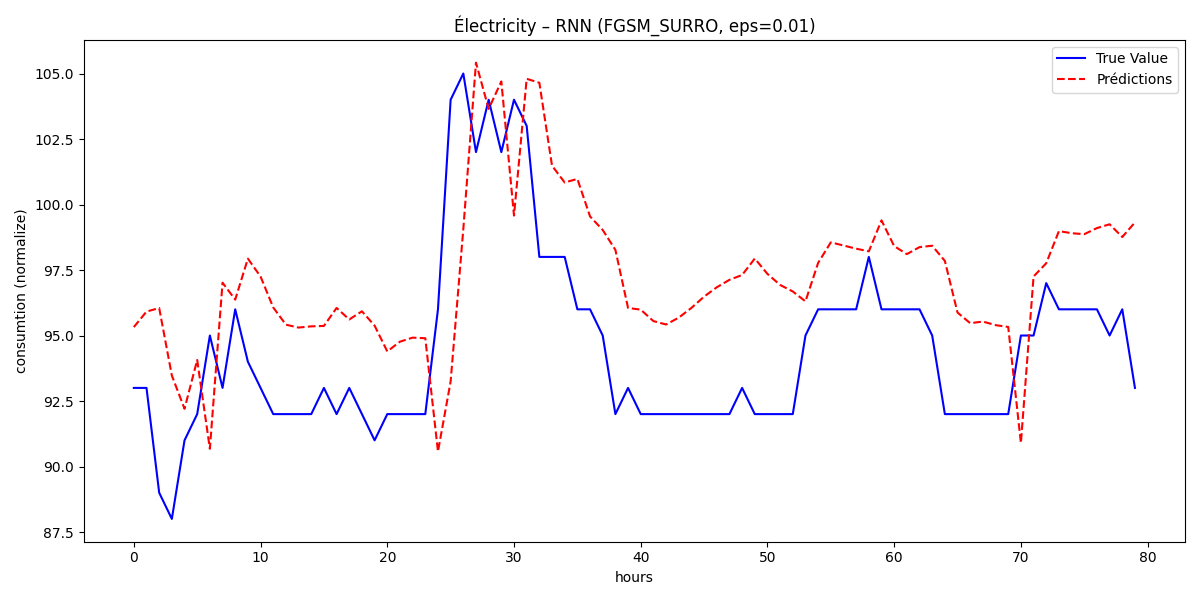 Électricity – RNN (FGSM_SURRO, eps=0.01)
True Value
Prédictions
consumtion (normalize)
105.0
102.5
100.0
97.5
95.0
92.5
90.0
87.5
0 10 20 30 40 50 60 70 80
hours